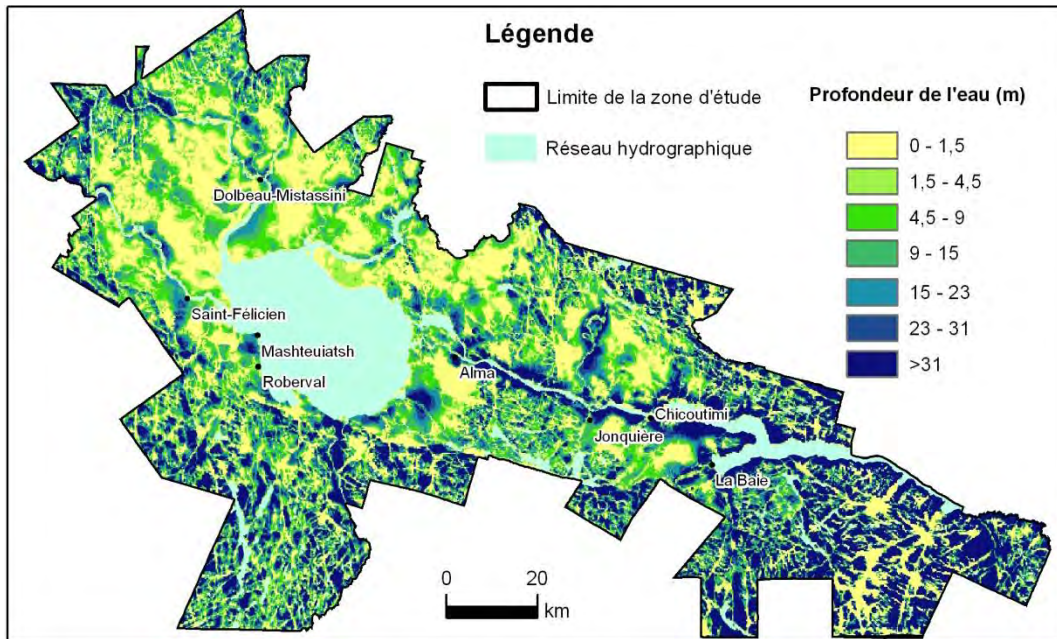 Légende
Limite de la zone d'étude
Réseau hydrographique
Profondeur de l'eau (m)
0 - 1,5
1,5 - 4,5
4,5 - 9
9 - 15
15 - 23
23 - 31
>31
Dolbeau-Mistassini
Saint-Félicien
Mashteuiatsh
Roberval
Alma
Chicoutimi
Jonquière
La Baie
0 20
km